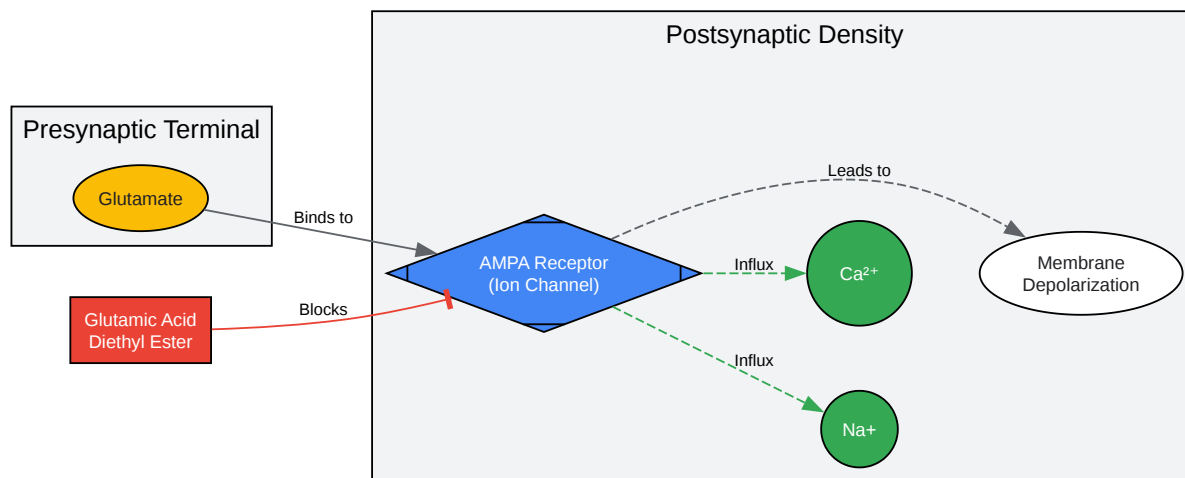 Postsynaptic Density
Presynaptic Terminal
Glutamate
Binds to
Leads to
AMPA Receptor
(Ion Channel)
Influx
Ca²⁺
Membrane
Depolarization
Glutamic Acid
Diethyl Ester
Blocks
Influx
Na+